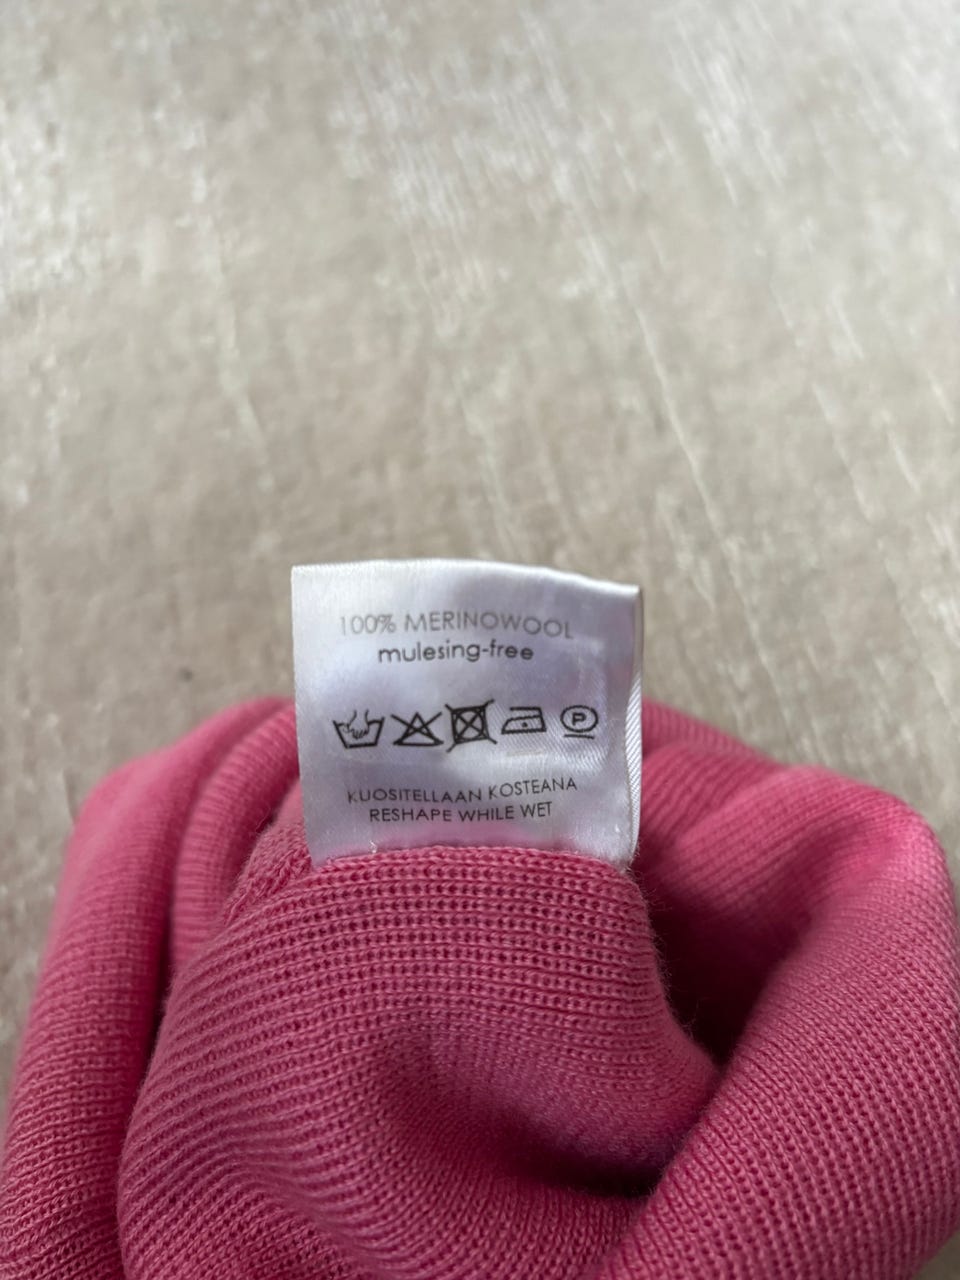 100% MERINOWOOL
mulesing-free
P
KUOSITELLAAN KOSTEANA
RESHAPE WHILE WET